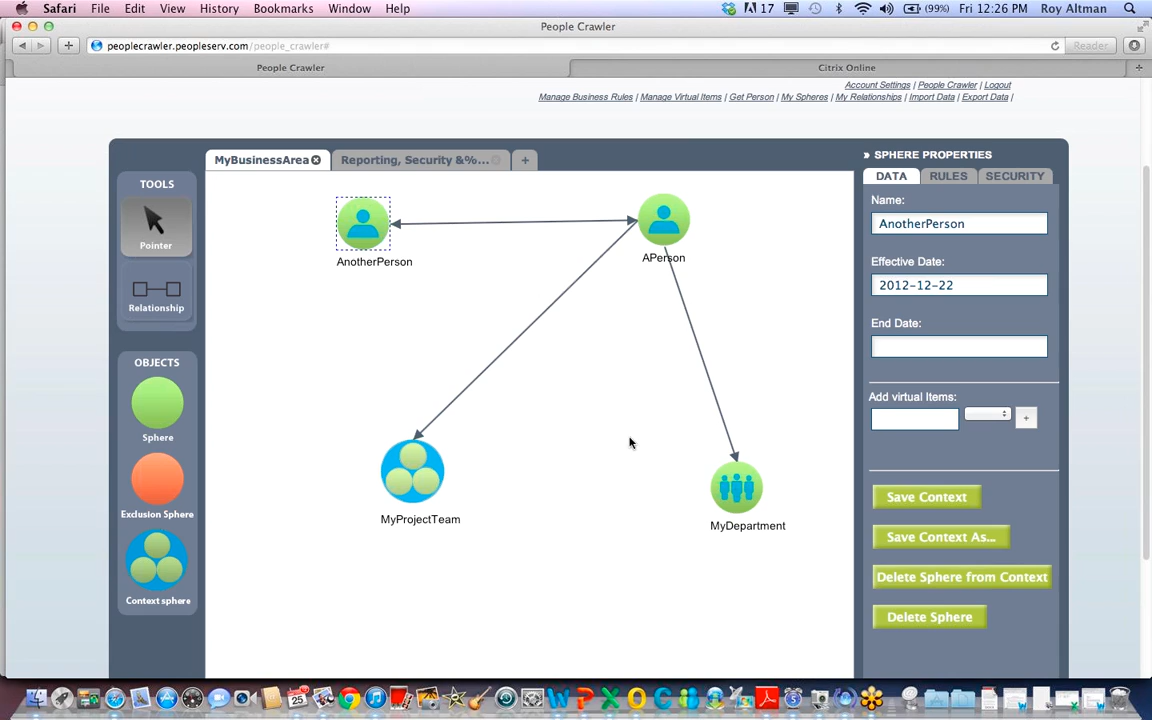 Safari File Edit View History Bookmarks Window Help 17 (99%) Fri 12:26 PM Roy Altman
People Crawler
peoplecrawler.peopleserv.com/people_crawler# Reader
People Crawler Citrix Online
Account Settings | People Crawler | Logout
Manage Business Rules | Manage Virtual Items | Get Person | My Spheres | My Relationships | Import Data | Export Data |
MyBusinessArea Reporting, Security &%... +
» SPHERE PROPERTIES
DATA RULES SECURITY
TOOLS
Pointer
Relationship
OBJECTS
Sphere
Exclusion Sphere
Context sphere
AnotherPerson
APerson
MyProjectTeam
MyDepartment
Name:
AnotherPerson
Effective Date:
2012-12-22
End Date:
Add virtual Items:
+
Save Context
Save Context As...
Delete Sphere from Context
Delete Sphere